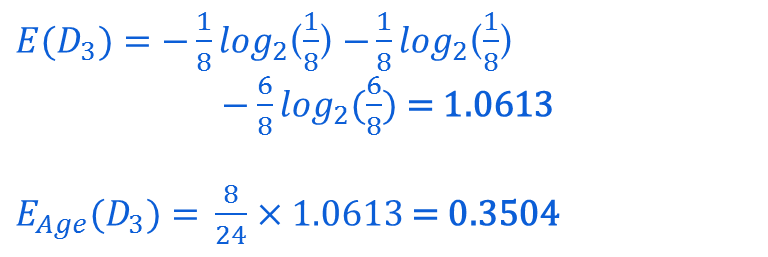 E(D₃) = − 1/8 log₂(1/8) − 1/8 log₂(1/8)
− 6/8 log₂(6/8) = 1.0613
E_Age(D₃) = 8/24 × 1.0613 = 0.3504